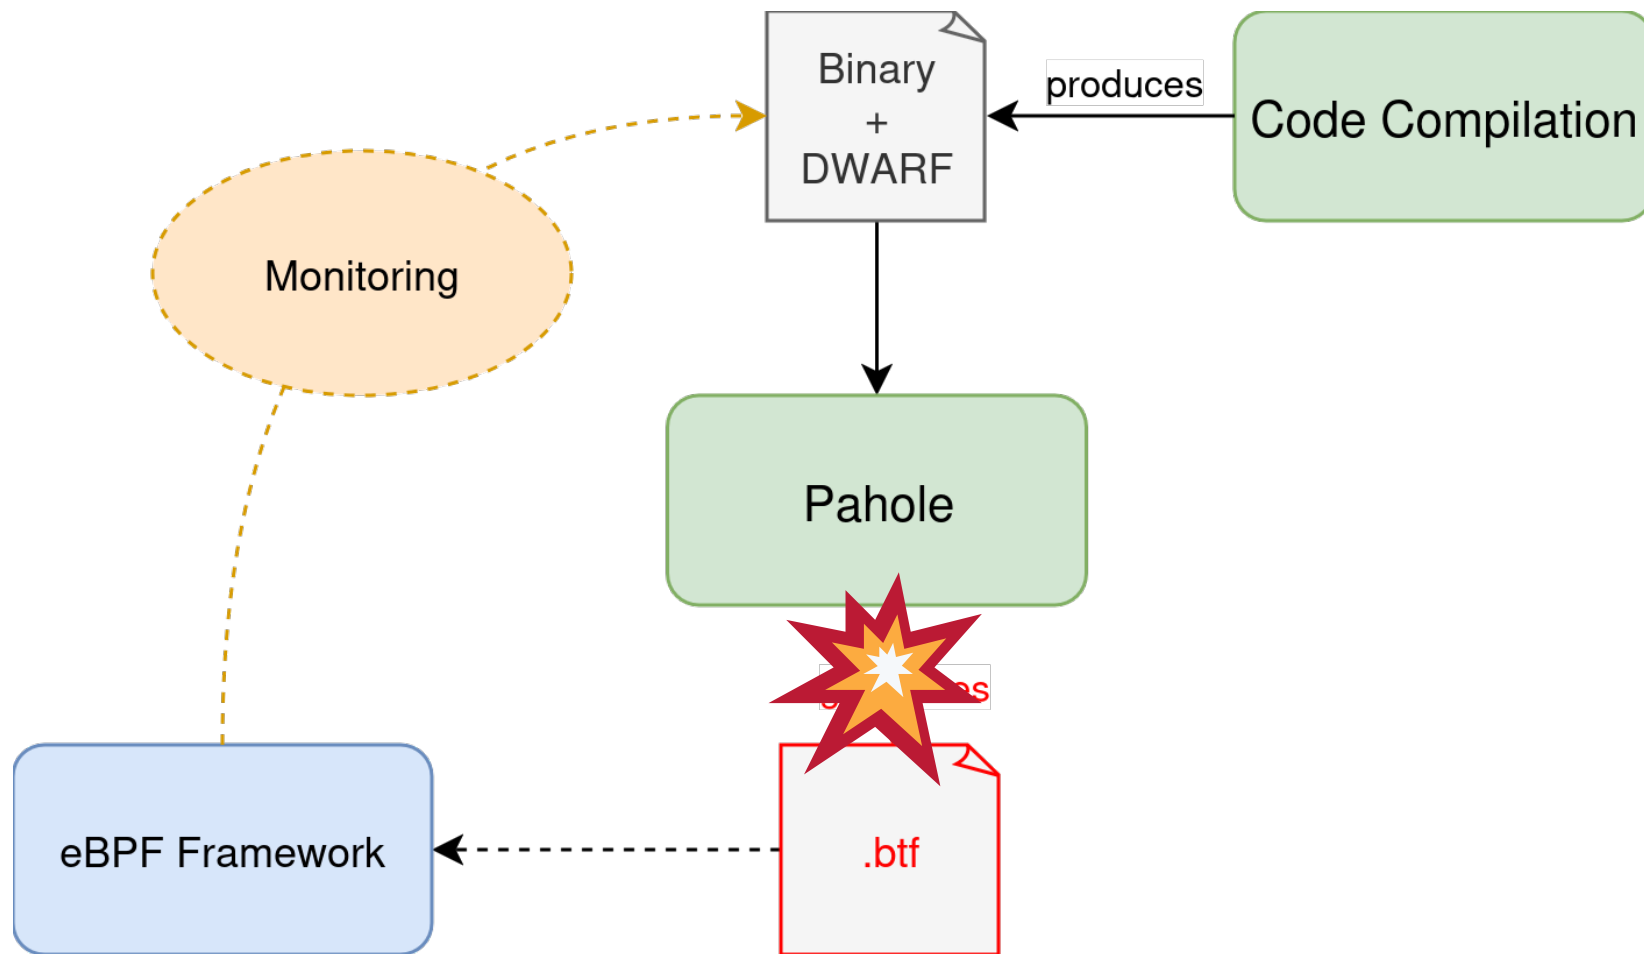 Binary
+
DWARF
produces
Code Compilation
Monitoring
Pahole
eBPF Framework
.btf